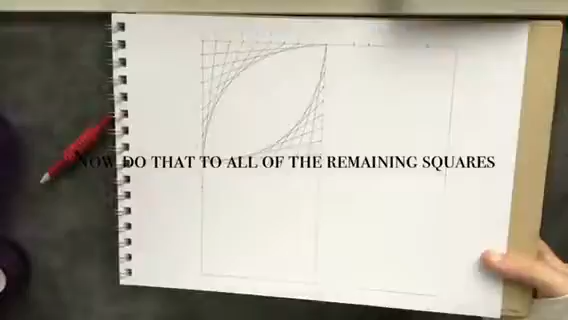 Now do that to all of the remaining squares